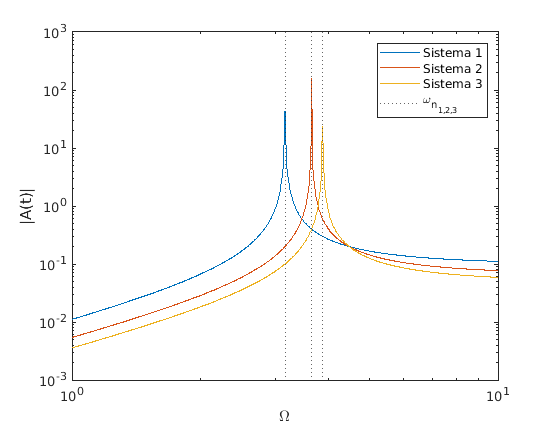 10^3
10^2
10^1
10^0
10^-1
10^-2
10^-3
|A(t)|
10^0
10^1
Ω
Sistema 1
Sistema 2
Sistema 3
ω_n_1,2,3